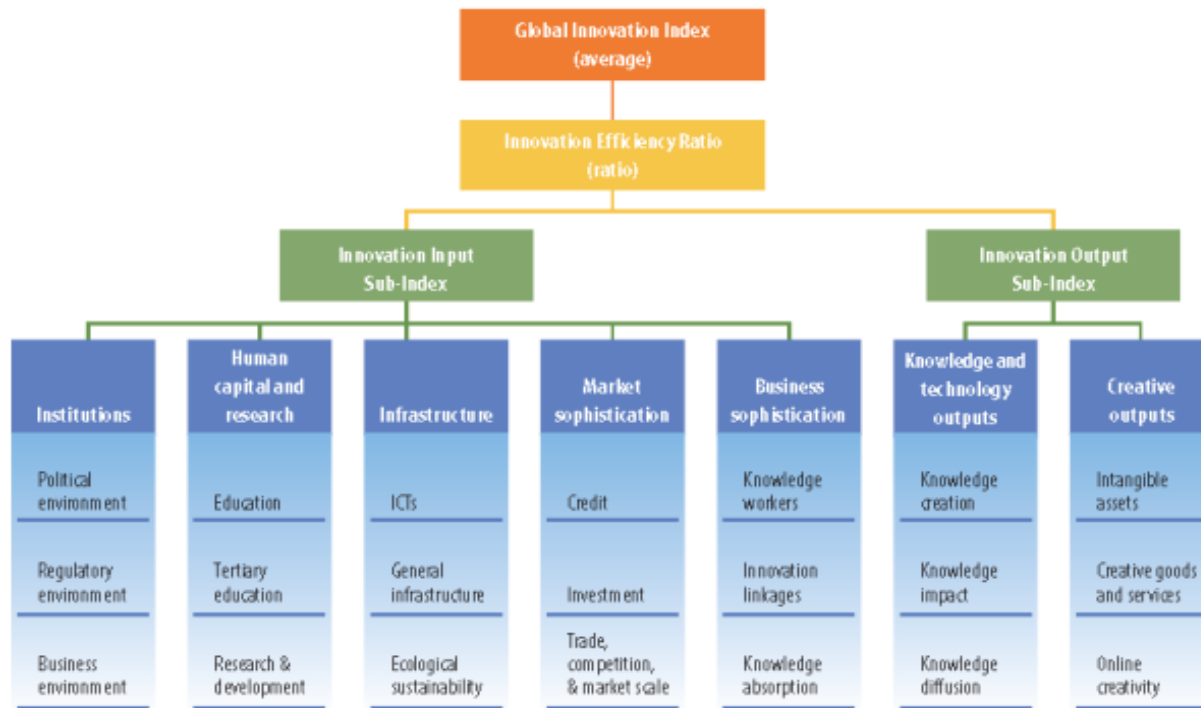 Global Innovation Index
(average)
Innovation Efficiency Ratio
(ratio)
Innovation Input
Sub-Index
Innovation Output
Sub-Index
Institutions
Human
capital and
research
Infrastructure
Market
sophistication
Business
sophistication
Knowledge and
technology
outputs
Creative
outputs
Political
environment
Education
ICTs
Credit
Knowledge
workers
Knowledge
creation
Intangible
assets
Regulatory
environment
Tertiary
education
General
infrastructure
Investment
Innovation
linkages
Knowledge
impact
Creative goods
and services
Business
environment
Research &
development
Ecological
sustainability
Trade,
competition,
& market scale
Knowledge
absorption
Knowledge
diffusion
Online
creativity